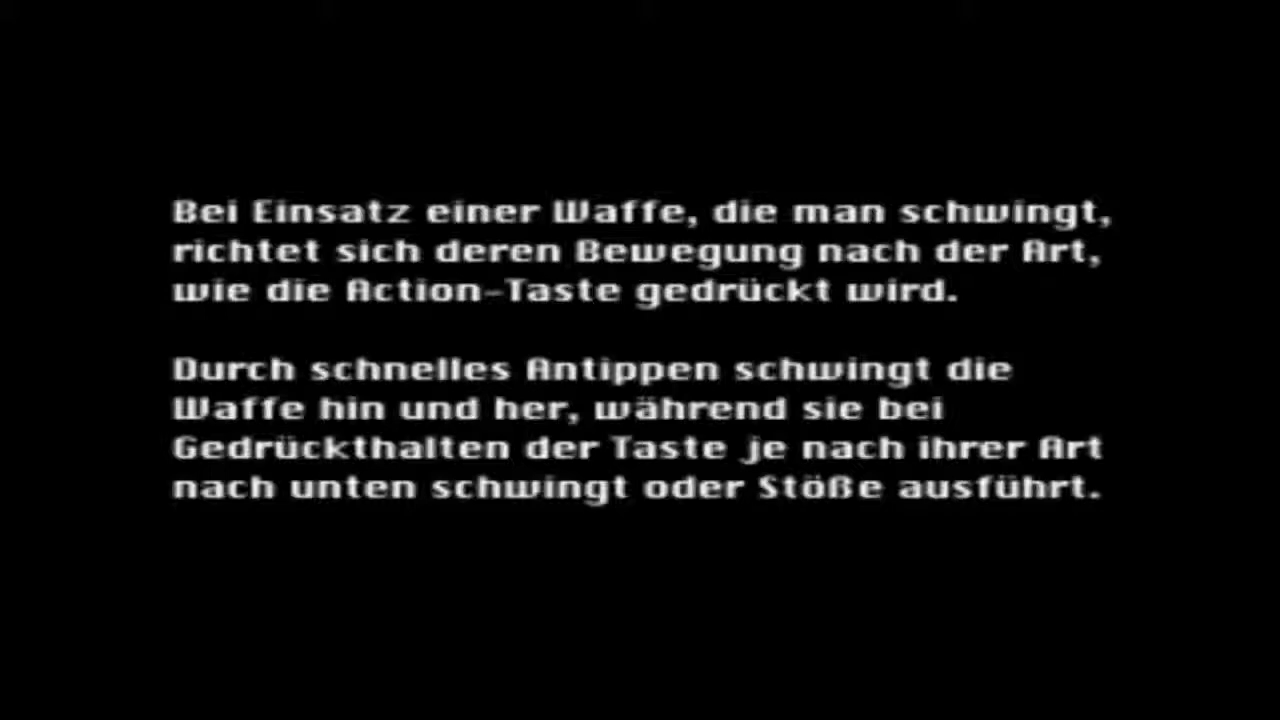 Bei Einsatz einer Waffe, die man schwingt,
richtet sich deren Bewegung nach der Art,
wie die Action-Taste gedrückt wird.
Durch schnelles Antippen schwingt die
Waffe hin und her, während sie bei
Gedrückthalten der Taste je nach ihrer Art
nach unten schwingt oder Stöße ausführt.